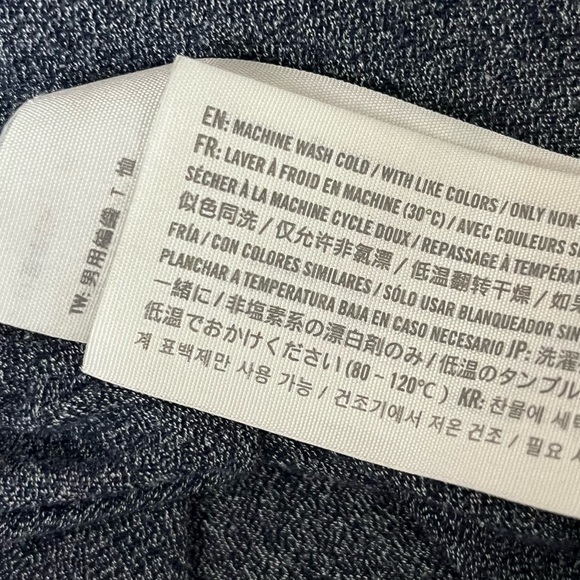 EN: MACHINE WASH COLD / WITH LIKE COLORS / ONLY NON-
FR: LAVER À FROID EN MACHINE (30°C) / AVEC COULEURS
SÉCHER À LA MACHINE CYCLE DOUX / REPASSAGE À TEMPÉRAT
似色同洗 / 仅允许非氯漂 / 低温翻转干燥 / 如果
FRÍA / CON COLORES SIMILARES / SÓLO USAR BLANQUEADOR SIN
PLANCHAR A TEMPERATURA BAJA EN CASO NECESARIO JP: 洗濯
一緒に / 非塩素系の漂白剤のみ / 低温のタンブル
低温でおかけください (80 – 120℃) KR: 찬물에 세탁
계 표백제만 사용 가능 / 건조기에서 저온 건조 / 필요
TW: 男用編織 T 恤